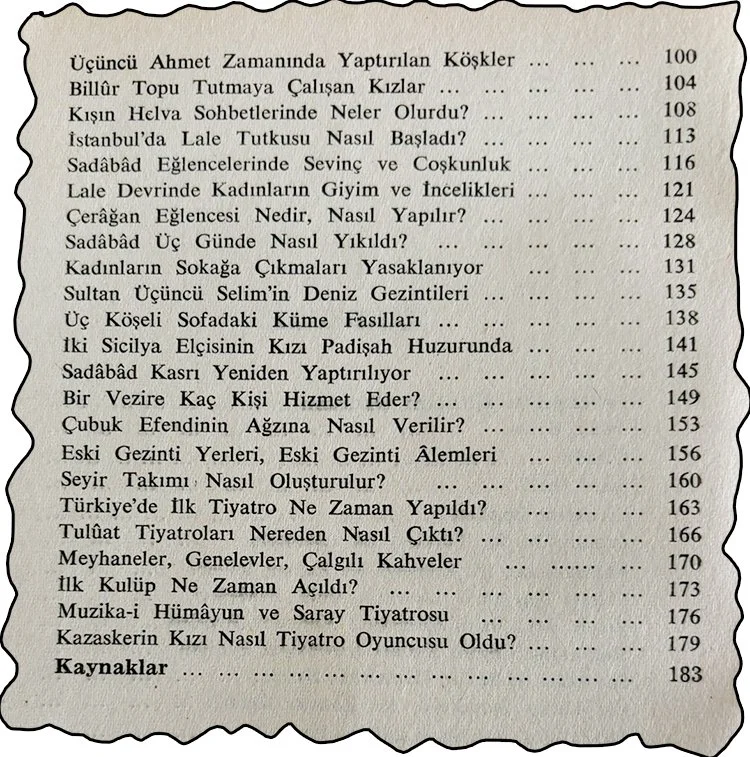 Üçüncü Ahmet Zamanında Yaptırılan Köşkler ... ... ... 100
Billûr Topu Tutmaya Çalışan Kızlar ... ... ... ... ... 104
Kışın Helva Sohbetlerinde Neler Olurdu? ... ... ... ... 108
İstanbul'da Lale Tutkusu Nasıl Başladı? ... ... ... ... 113
Sadâbâd Eğlencelerinde Sevinç ve Coşkunluk ... ... ... 116
Lale Devrinde Kadınların Giyim ve İncelikleri ... ... ... 121
Çerâğan Eğlencesi Nedir, Nasıl Yapılır? ... ... ... ... 124
Sadâbâd Üç Günde Nasıl Yıkıldı? ... ... ... ... ... 128
Kadınların Sokağa Çıkmaları Yasaklanıyor ... ... ... 131
Sultan Üçüncü Selim'in Deniz Gezintileri ... ... ... ... 135
Üç Köşeli Sofadaki Küme Fasılları ... ... ... ... ... 138
İki Sicilya Elçisinin Kızı Padişah Huzurunda ... ... ... 141
Sadâbâd Kasrı Yeniden Yaptırılıyor ... ... ... ... ... 145
Bir Vezire Kaç Kişi Hizmet Eder? ... ... ... ... ... 149
Çubuk Efendinin Ağzına Nasıl Verilir? ... ... ... ... 153
Eski Gezinti Yerleri, Eski Gezinti Âlemleri ... ... ... 156
Seyir Takımı Nasıl Oluşturulur? ... ... ... ... ... 160
Türkiye'de İlk Tiyatro Ne Zaman Yapıldı? ... ... ... 163
Tulûat Tiyatroları Nereden Nasıl Çıktı? ... ... ... ... 166
Meyhaneler, Genelevler, Çalgılı Kahveler ... ...... ... 170
İlk Kulüp Ne Zaman Açıldı? ... ... ... ... ... ... 173
Muzika-i Hümâyun ve Saray Tiyatrosu ... ... ... ... 176
Kazaskerin Kızı Nasıl Tiyatro Oyuncusu Oldu? ... ... ... 179
Kaynaklar ... ... ... ... ... ... ... ... ... ... ... 183